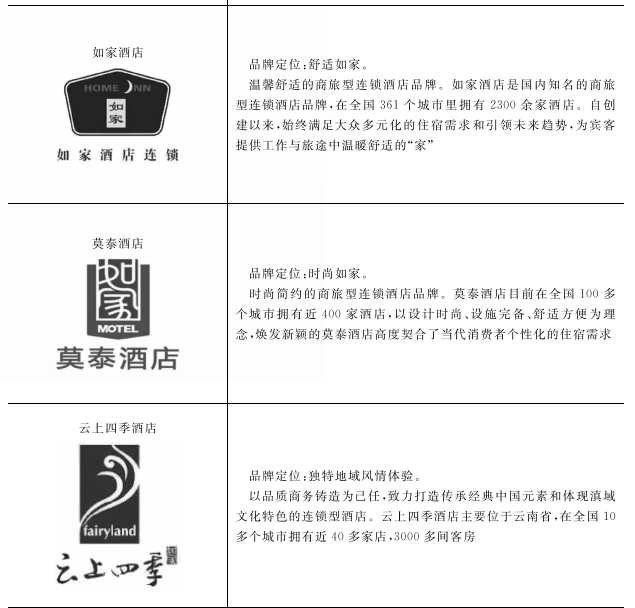 如家酒店
HOME INN
如
家
如家酒店连锁
品牌定位:舒适如家。
温馨舒适的商旅型连锁酒店品牌。如家酒店是国内知名的商旅
型连锁酒店品牌,在全国 361 个城市里拥有 2300 余家酒店。自创
建以来,始终满足大众多元化的住宿需求和引领未来趋势,为宾客
提供工作与旅途中温暖舒适的“家”
莫泰酒店
如家
MOTEL
莫泰酒店
品牌定位:时尚如家。
时尚简约的商旅型连锁酒店品牌。莫泰酒店目前在全国 100 多
个城市拥有近 400 家酒店,以设计时尚、设施完备、舒适方便为理
念,焕发新颖的莫泰酒店高度契合了当代消费者个性化的住宿需求
云上四季酒店
fairyland
云上四季
品牌定位:独特地域风情体验。
以品质商务铸造为己任,致力打造传承经典中国元素和体现滇域
文化特色的连锁型酒店。云上四季酒店主要位于云南省,在全国 10
多个城市拥有近 40 多家店,3000 多间客房